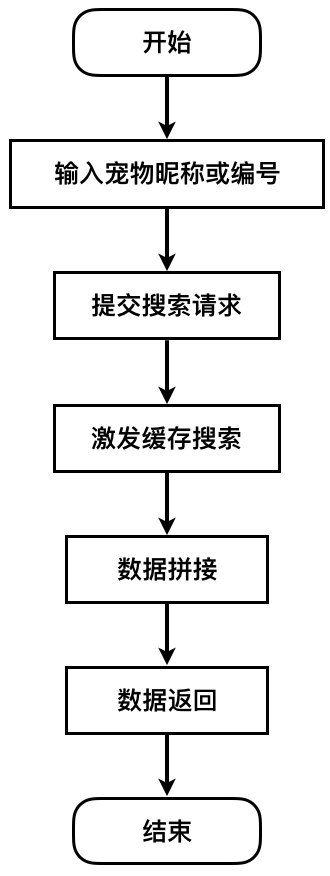 开始
输入宠物昵称或编号
提交搜索请求
激发缓存搜索
数据拼接
数据返回
结束